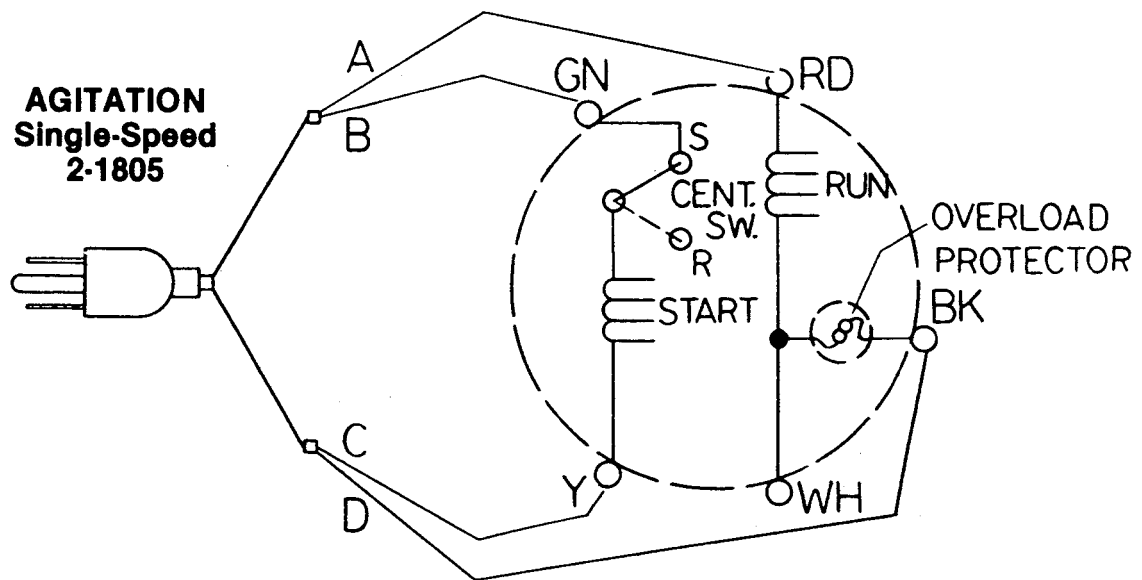 AGITATION
Single-Speed
2-1805
A
B
GN
RD
S
CENT.
SW.
R
RUN
START
OVERLOAD
PROTECTOR
BK
C
D
Y
WH